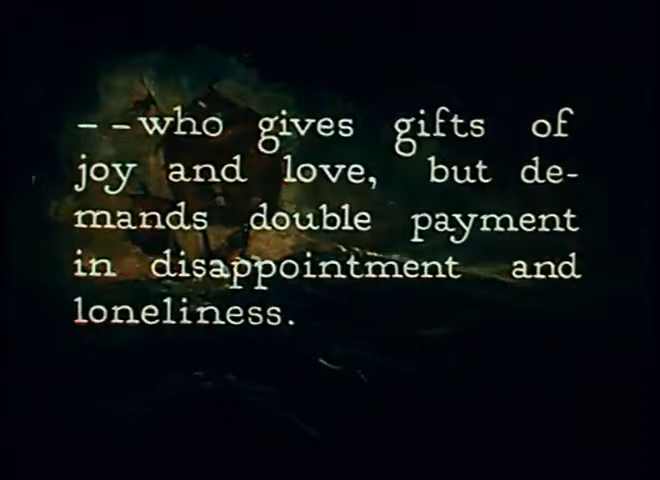 --who gives gifts of
joy and love, but de-
mands double payment
in disappointment and
loneliness.